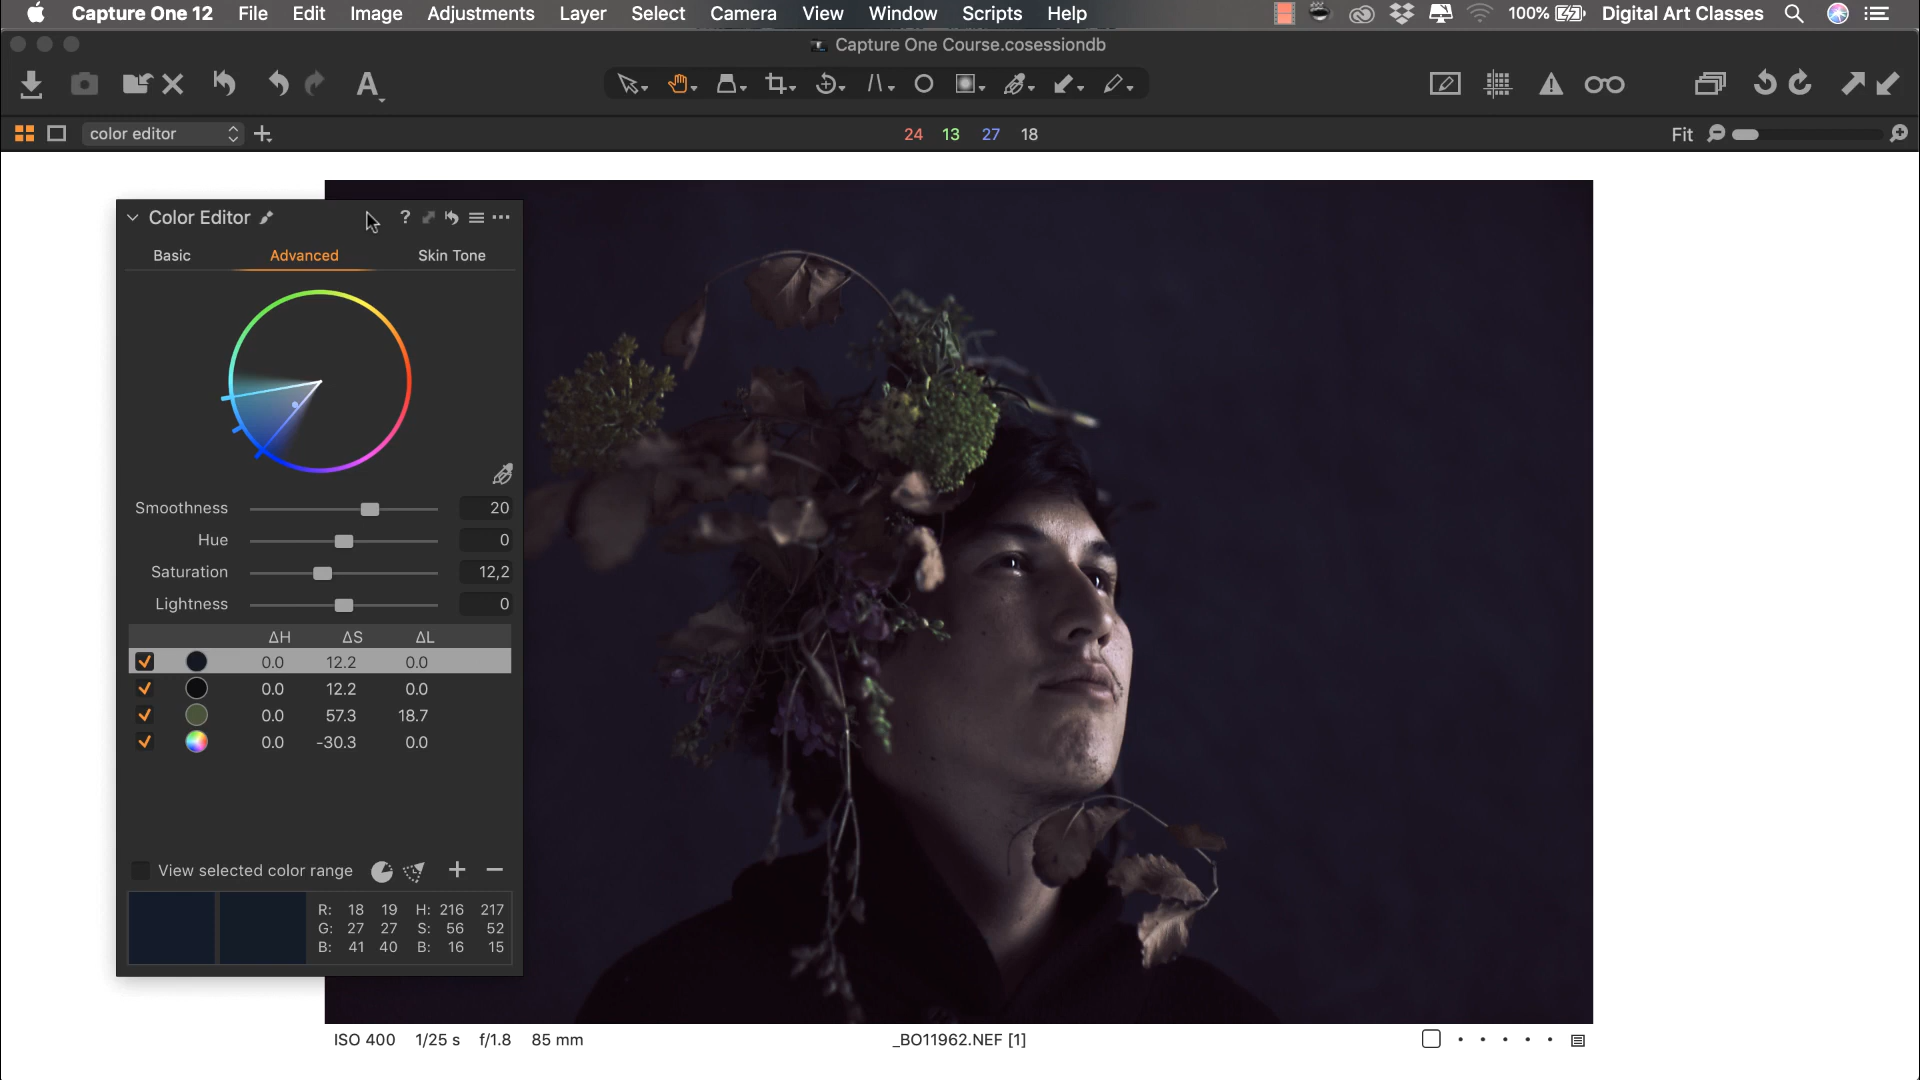 Capture One 12 File Edit Image Adjustments Layer Select Camera View Window Scripts Help 100% Digital Art Classes
Capture One Course.cosessiondb
A
color editor 24 13 27 18 Fit
Color Editor ?
Basic Advanced Skin Tone
Smoothness 20
Hue 0
Saturation 12,2
Lightness 0
ΔH ΔS ΔL
0.0 12.2 0.0
0.0 12.2 0.0
0.0 57.3 18.7
0.0 -30.3 0.0
View selected color range
R: 18 19 H: 216 217
G: 27 27 S: 56 52
B: 41 40 B: 16 15
ISO 400 1/25 s f/1.8 85 mm _BO11962.NEF [1]